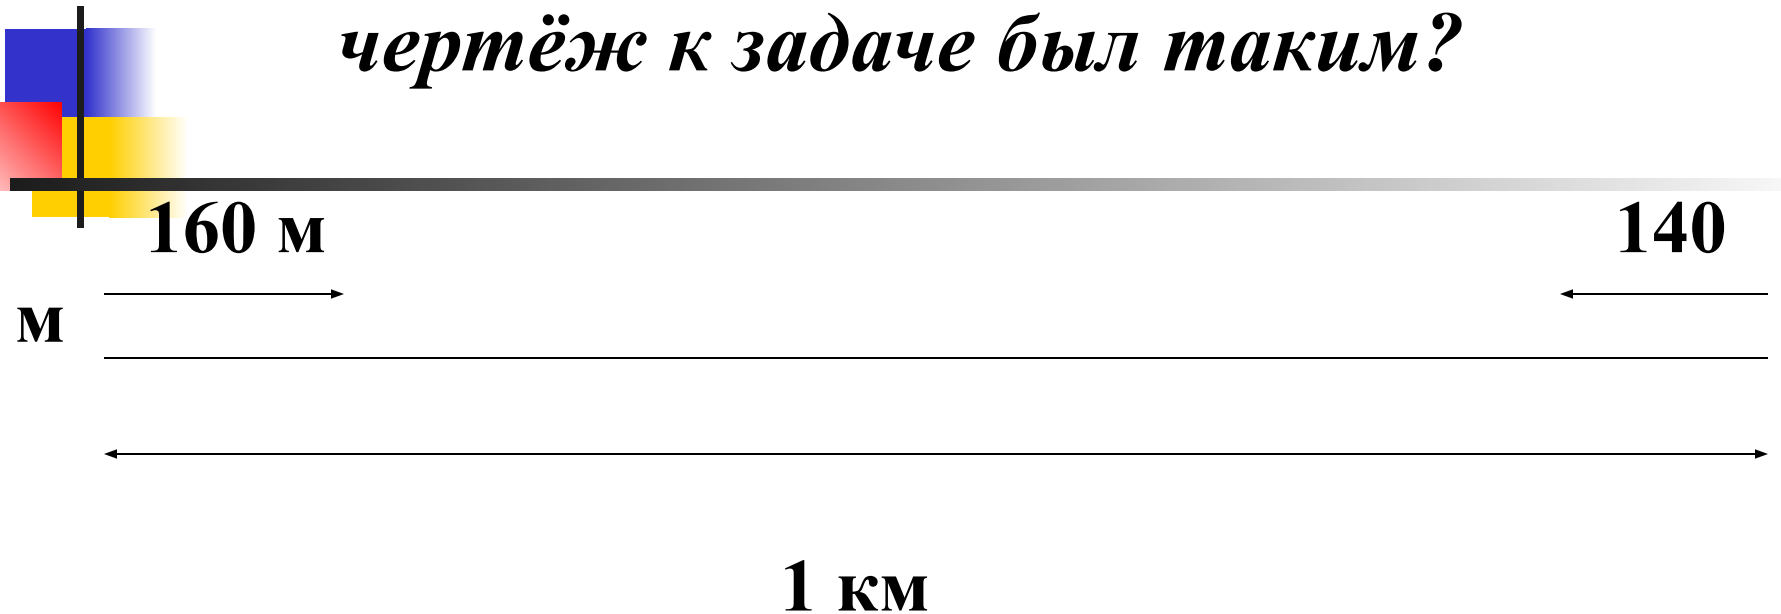 чертёж к задаче был таким?
160 м 140
м
1 км